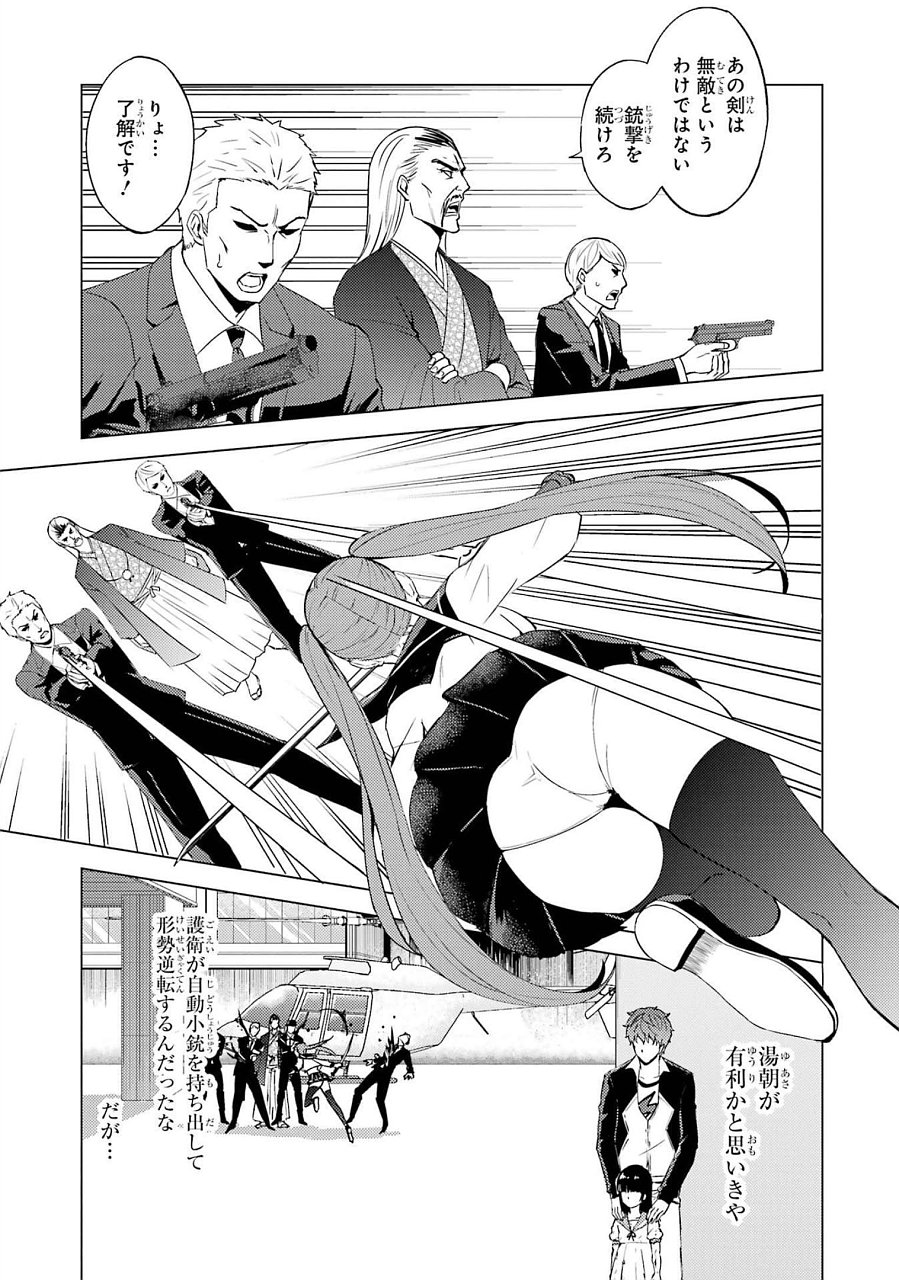 あの剣は
無敵という
わけではない
銃撃を
続けろ
りょ…
了解です！
湯朝が
有利かと思いきや
護衛が自動小銃を持ち出して
形勢逆転するんだったな
だが…